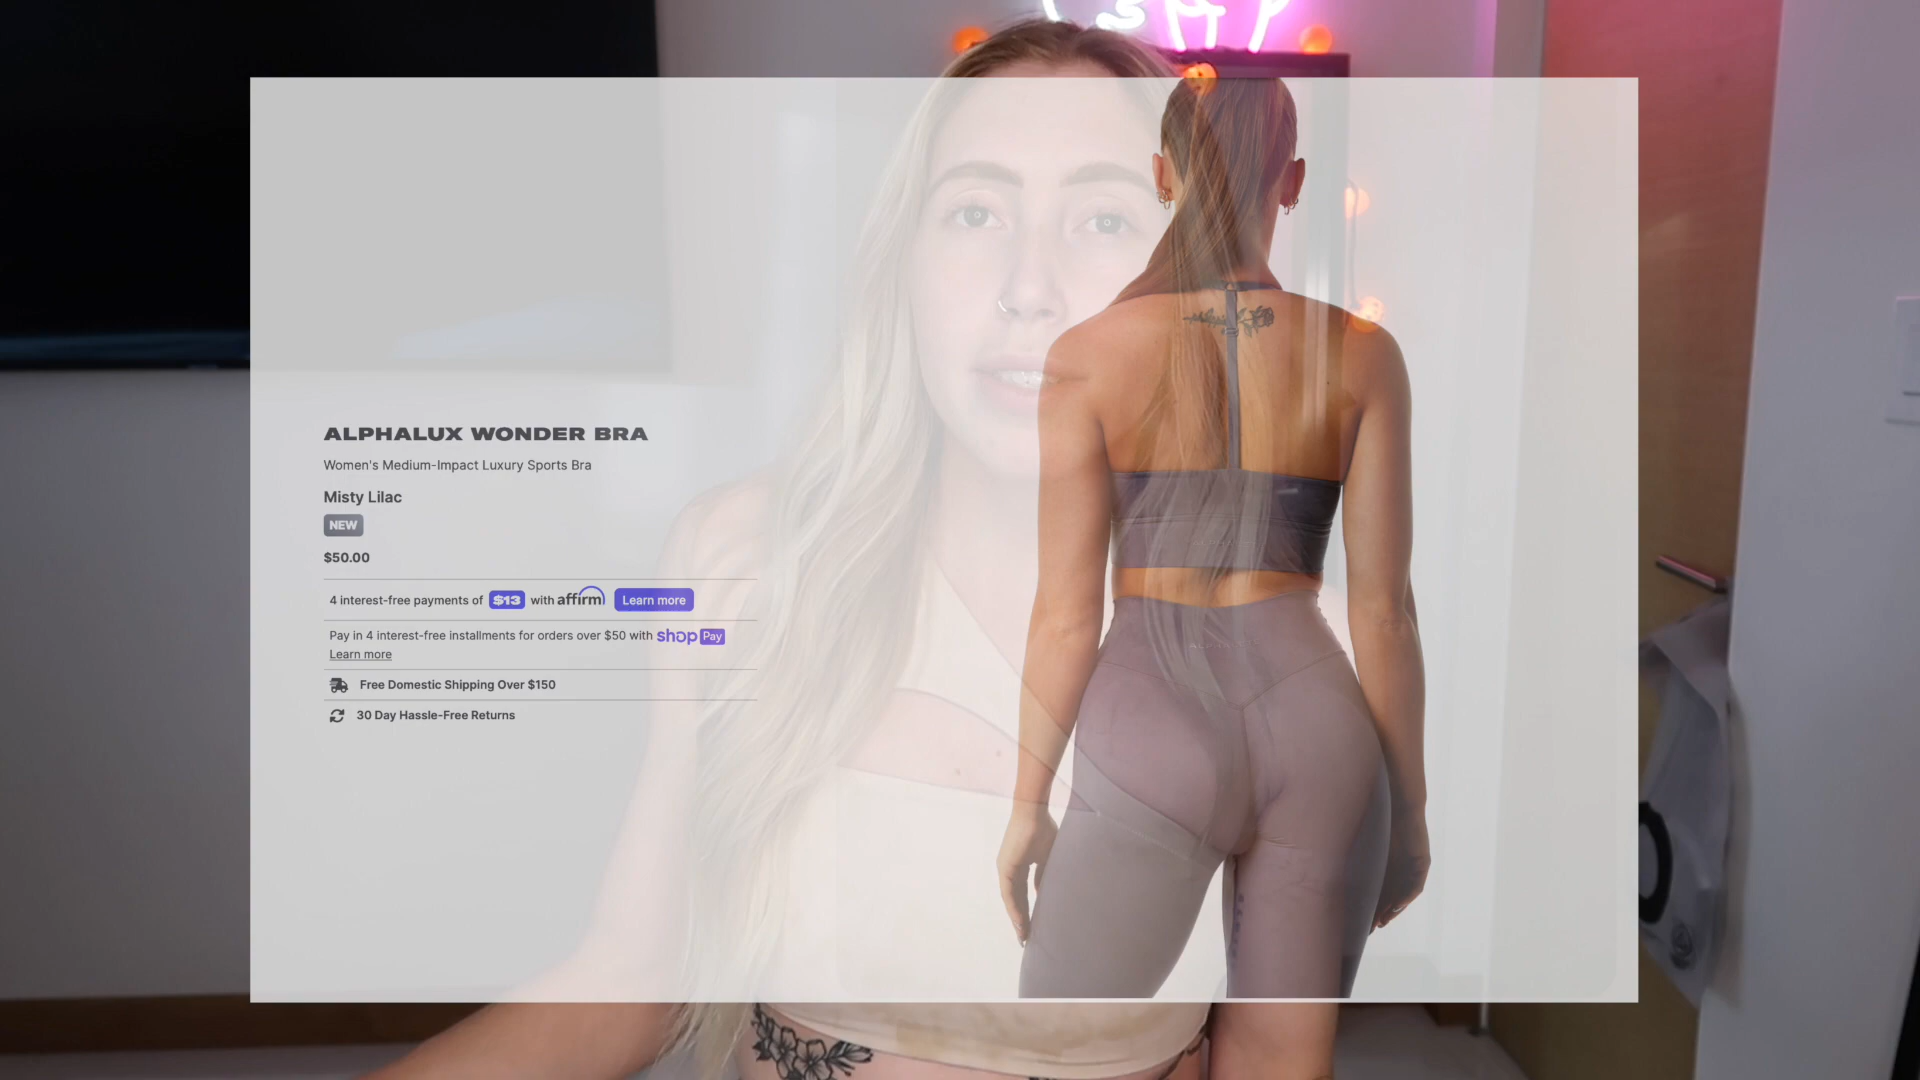 ALPHALUX WONDER BRA
Women's Medium-Impact Luxury Sports Bra
Misty Lilac
NEW
$50.00
4 interest-free payments of $13 with affirm Learn more
Pay in 4 interest-free installments for orders over $50 with shop Pay
Learn more
Free Domestic Shipping Over $150
30 Day Hassle-Free Returns